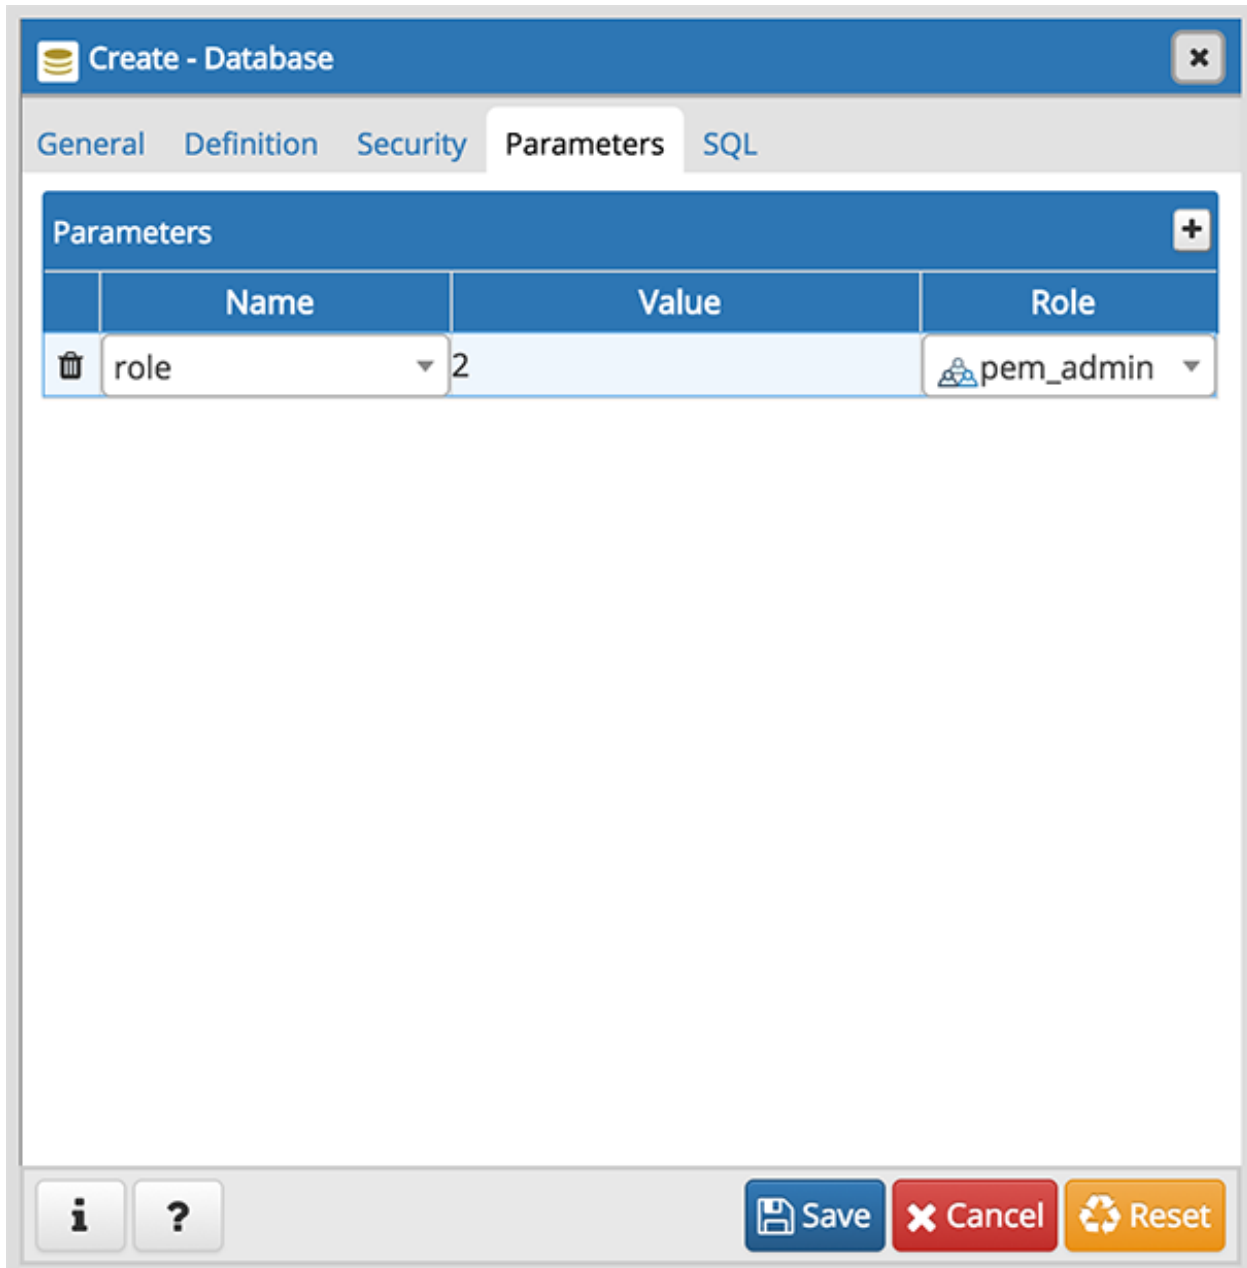 Create - Database
General Definition Security Parameters SQL
Parameters
Name Value Role
role 2 pem_admin
i ? Save Cancel Reset